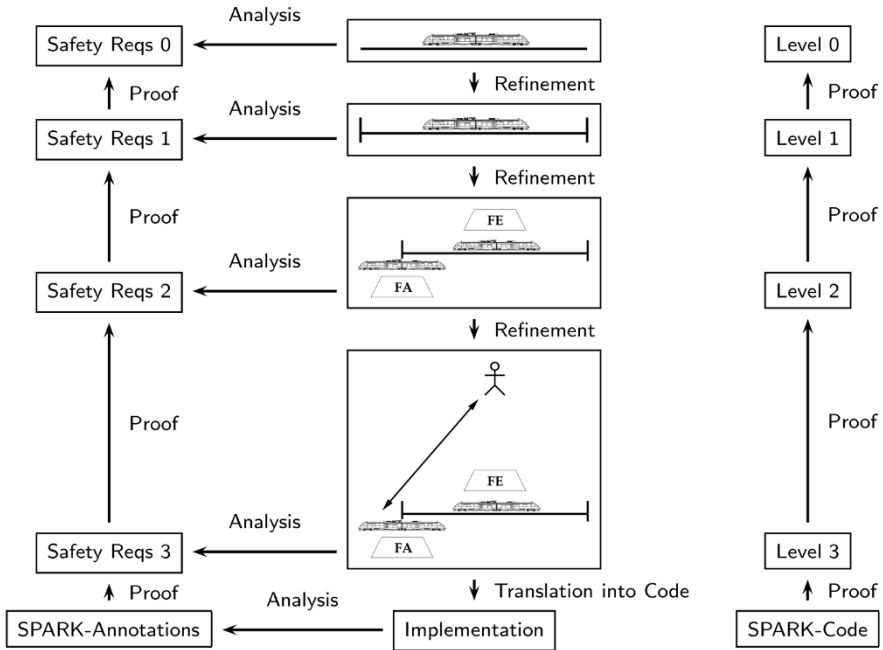 Analysis
Safety Reqs 0
Level 0
Proof
Refinement
Proof
Analysis
Safety Reqs 1
Level 1
Refinement
Proof
FE
Proof
Analysis
Safety Reqs 2
FA
Level 2
Refinement
Proof
Proof
FE
Analysis
Safety Reqs 3
FA
Level 3
Proof
Translation into Code
Proof
Analysis
SPARK-Annotations
Implementation
SPARK-Code